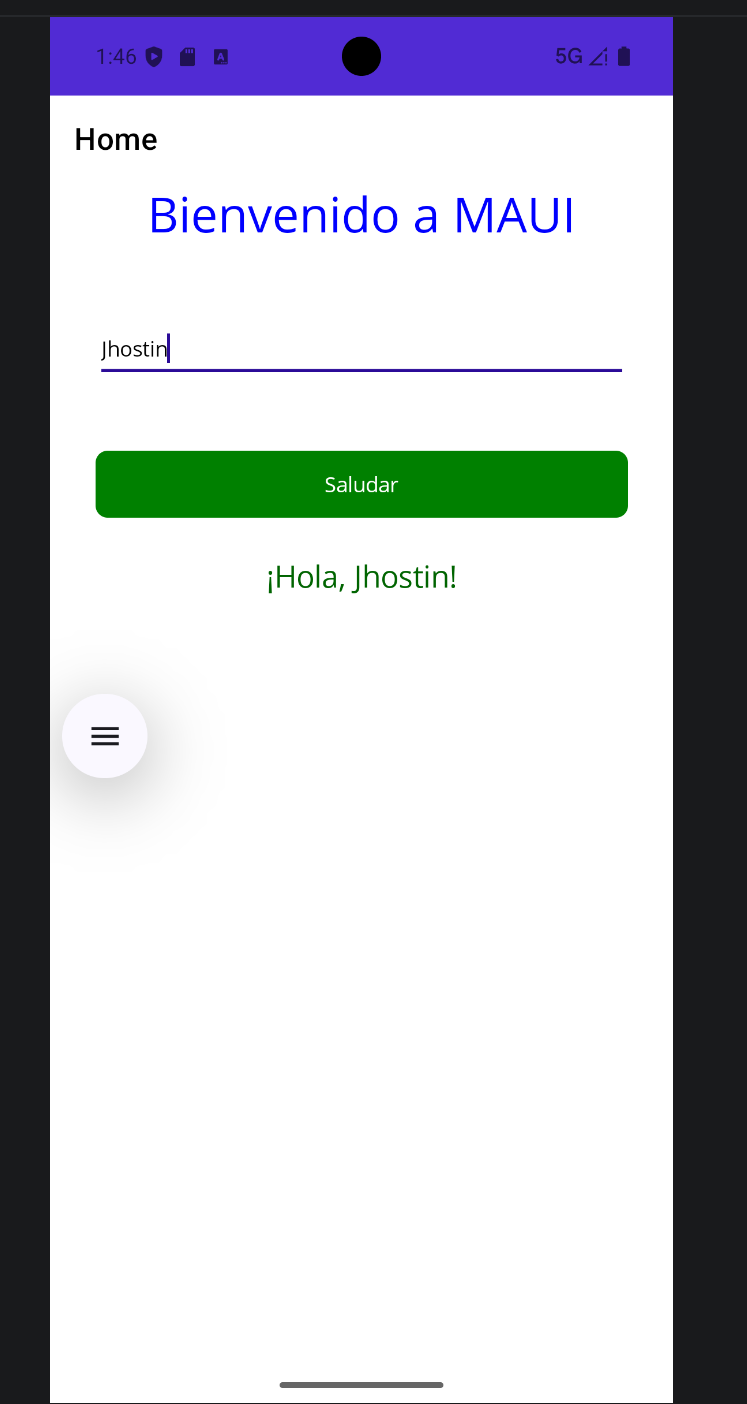 1:46 5G
Home
Bienvenido a MAUI
Jhostin
Saludar
¡Hola, Jhostin!